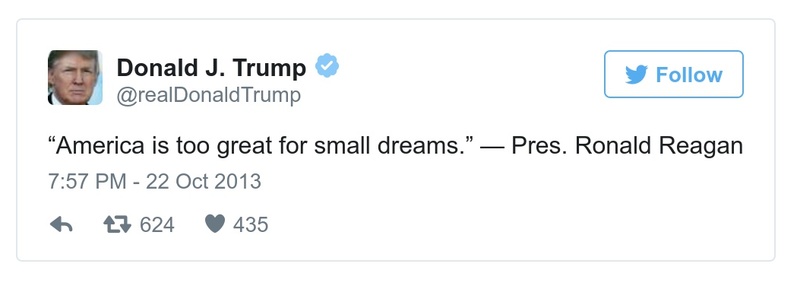 Donald J. Trump
@realDonaldTrump
Follow
“America is too great for small dreams.” — Pres. Ronald Reagan
7:57 PM - 22 Oct 2013
624 435